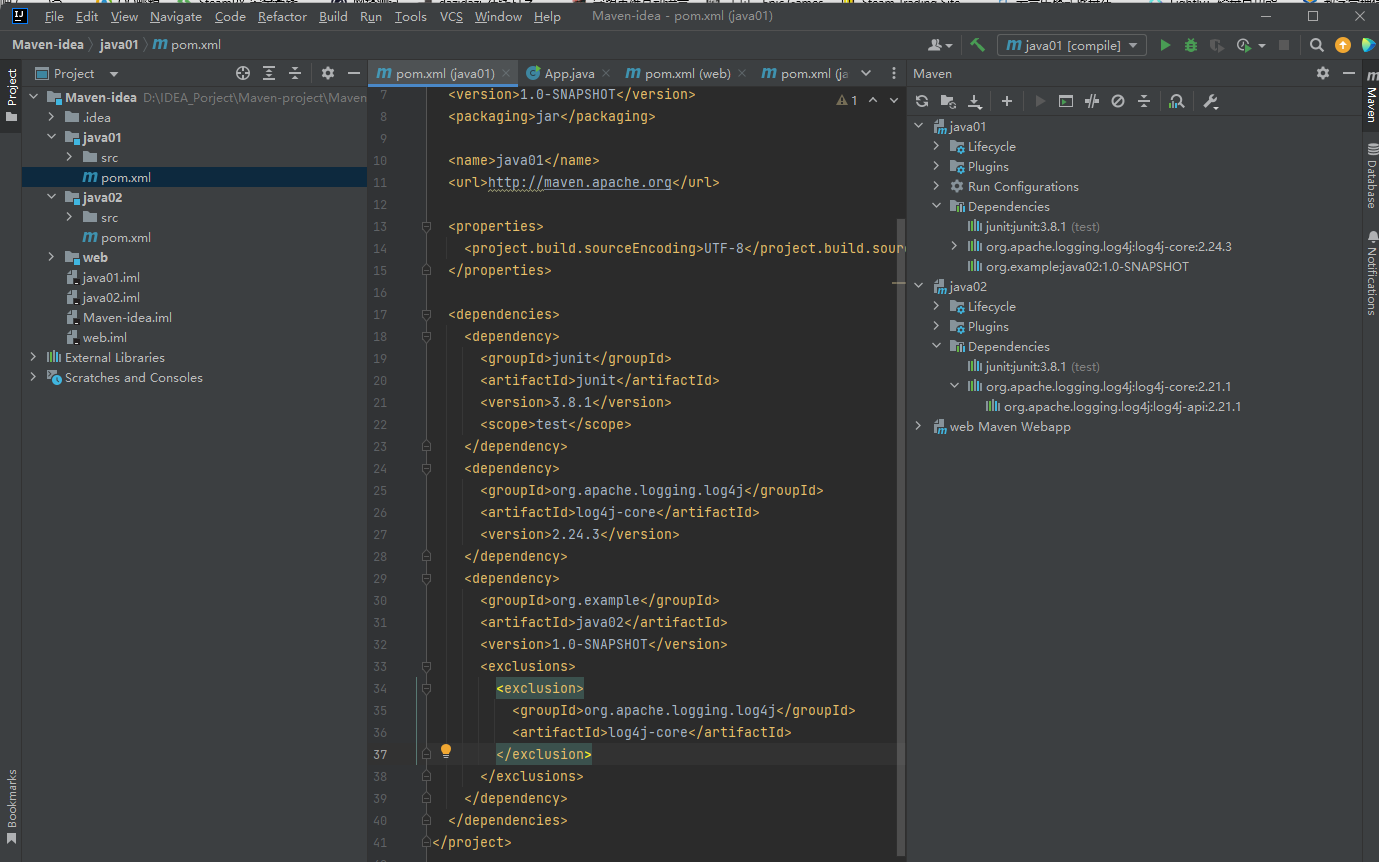 File Edit View Navigate Code Refactor Build Run Tools VCS Window Help Maven-idea - pom.xml (java01)
Maven-idea java01 pom.xml java01 [compile]
Project
Project
Maven-idea D:\IDEA_Porject\Maven-project\Maven
.idea
java01
src
pom.xml
java02
src
pom.xml
web
java01.iml
java02.iml
Maven-idea.iml
web.iml
External Libraries
Scratches and Consoles
Bookmarks
pom.xml (java01) App.java pom.xml (web) pom.xml (ja
1
7 <version>1.0-SNAPSHOT</version>
8 <packaging>jar</packaging>
9
10 <name>java01</name>
11 <url>http://maven.apache.org</url>
12
13 <properties>
14 <project.build.sourceEncoding>UTF-8</project.build.sour
15 </properties>
16
17 <dependencies>
18 <dependency>
19 <groupId>junit</groupId>
20 <artifactId>junit</artifactId>
21 <version>3.8.1</version>
22 <scope>test</scope>
23 </dependency>
24 <dependency>
25 <groupId>org.apache.logging.log4j</groupId>
26 <artifactId>log4j-core</artifactId>
27 <version>2.24.3</version>
28 </dependency>
29 <dependency>
30 <groupId>org.example</groupId>
31 <artifactId>java02</artifactId>
32 <version>1.0-SNAPSHOT</version>
33 <exclusions>
34 <exclusion>
35 <groupId>org.apache.logging.log4j</groupId>
36 <artifactId>log4j-core</artifactId>
37 </exclusion>
38 </exclusions>
39 </dependency>
40 </dependencies>
41 </project>
Maven
java01
Lifecycle
Plugins
Run Configurations
Dependencies
junit:junit:3.8.1 (test)
org.apache.logging.log4j:log4j-core:2.24.3
org.example:java02:1.0-SNAPSHOT
java02
Lifecycle
Plugins
Dependencies
junit:junit:3.8.1 (test)
org.apache.logging.log4j:log4j-core:2.21.1
org.apache.logging.log4j:log4j-api:2.21.1
web Maven Webapp
Maven
Database
Notifications